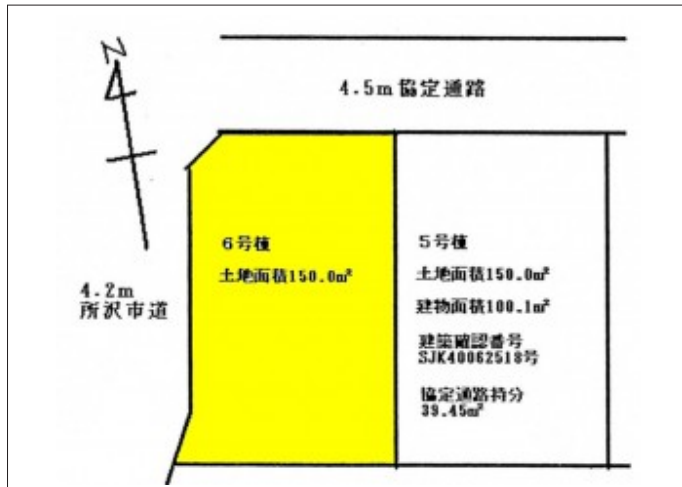 N
4.5m協定通路
6号棟
土地面積150.0㎡
4.2m
所沢市道
5号棟
土地面積150.0㎡
建物面積100.1㎡
建築確認番号
SJK40062518号
協定通路持分
39.45㎡